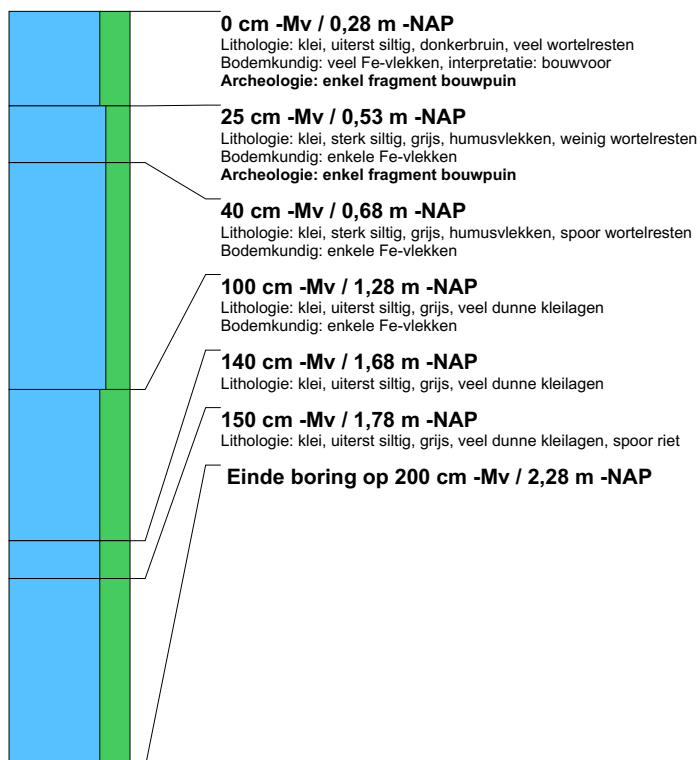 0 cm -Mv / 0,28 m -NAP
Lithologie: klei, uiterst siltig, donkerbruin, veel wortelresten
Bodemkundig: veel Fe-vlekken, interpretatie: bouwvoor
Archeologie: enkel fragment bouwpuin
25 cm -Mv / 0,53 m -NAP
Lithologie: klei, sterk siltig, grijs, humusvlekken, weinig wortelresten
Bodemkundig: enkele Fe-vlekken
Archeologie: enkel fragment bouwpuin
40 cm -Mv / 0,68 m -NAP
Lithologie: klei, sterk siltig, grijs, humusvlekken, spoor wortelresten
Bodemkundig: enkele Fe-vlekken
100 cm -Mv / 1,28 m -NAP
Lithologie: klei, uiterst siltig, grijs, veel dunne kleilagen
Bodemkundig: enkele Fe-vlekken
140 cm -Mv / 1,68 m -NAP
Lithologie: klei, uiterst siltig, grijs, veel dunne kleilagen
150 cm -Mv / 1,78 m -NAP
Lithologie: klei, uiterst siltig, grijs, veel dunne kleilagen, spoor riet
Einde boring op 200 cm -Mv / 2,28 m -NAP